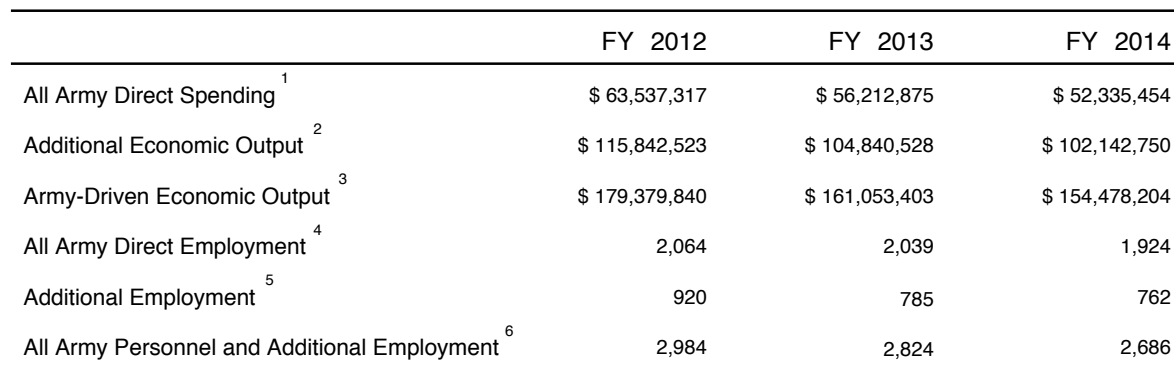 FY 2012 FY 2013 FY 2014
All Army Direct Spending 1 $ 63,537,317 $ 56,212,875 $ 52,335,454
Additional Economic Output 2 $ 115,842,523 $ 104,840,528 $ 102,142,750
Army-Driven Economic Output 3 $ 179,379,840 $ 161,053,403 $ 154,478,204
All Army Direct Employment 4 2,064 2,039 1,924
Additional Employment 5 920 785 762
All Army Personnel and Additional Employment 6 2,984 2,824 2,686